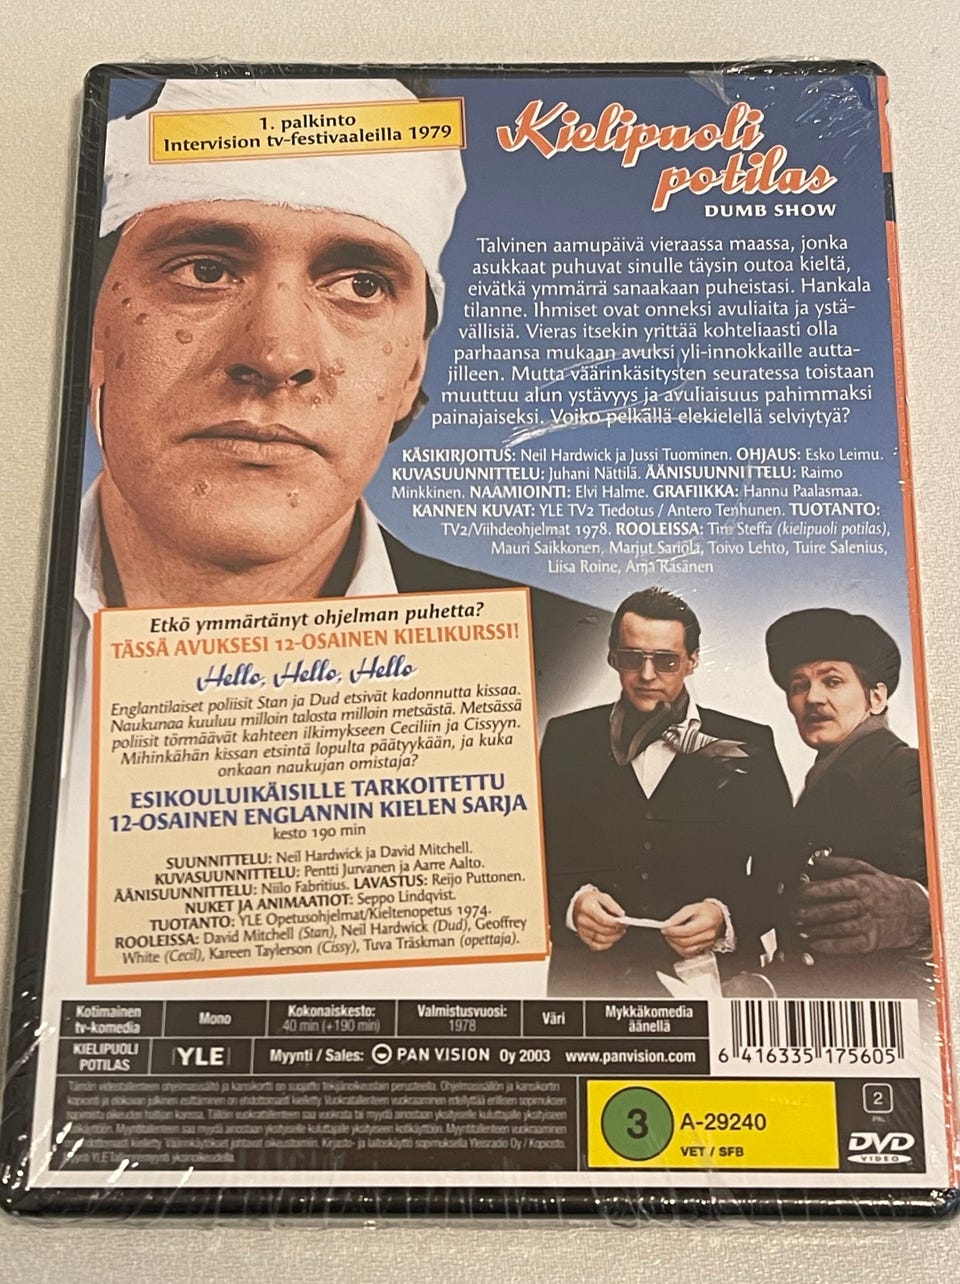 1. palkinto
Intervision tv-festivaaleilla 1979
Kielipuoli
potilas
DUMB SHOW
Talvinen aamupäivä vieraassa maassa, jonka
asukkaat puhuvat sinulle täysin outoa kieltä,
eivätkä ymmärrä sanaakaan puheistasi. Hankala
tilanne. Ihmiset ovat onneksi avuliaita ja ystä-
vällisiä. Vieras itsekin yrittää kohteliaasti olla
parhaansa mukaan avuksi yli-innokkaille autta-
jilleen. Mutta väärinkäsitysten seuratessa toistaan
muuttuu alun ystävyys ja avuliaisuus pahimmaksi
painajaiseksi. Voiko pelkällä elekielellä selviytyä?
KÄSIKIRJOITUS: Neil Hardwick ja Jussi Tuominen. OHJAUS: Esko Leimu.
KUVASUUNNITTELU: Juhani Nättilä. ÄÄNISUUNNITTELU: Raimo
Minkkinen. NAAMIOINTI: Elvi Halme. GRAFIIKKA: Hannu Paalasmaa.
KANNEN KUVAT: YLE TV2 Tiedotus / Antero Tenhunen. TUOTANTO:
TV2/Viihdeohjelmat 1978. ROOLEISSA: Tim Steffa (kielipuoli potilas),
Mauri Saikkonen, Marjut Sariola, Toivo Lehto, Tuire Salenius,
Liisa Roine, Anja Räsänen
Etkö ymmärtänyt ohjelman puhetta?
TÄSSÄ AVUKSESI 12-OSAINEN KIELIKURSSI!
Hello, Hello, Hello
Englantilaiset poliisit Stan ja Dud etsivät kadonnutta kissaa.
Naukunaa kuuluu milloin talosta milloin metsästä. Metsässä
poliisit törmäävät kahteen ilkimykseen Ceciliin ja Cissyyn.
Mihinkähän kissan etsintä lopulta päätyykään, ja kuka
onkaan naukujan omistaja?
ESIKOULUIKÄISILLE TARKOITETTU
12-OSAINEN ENGLANNIN KIELEN SARJA
kesto 190 min
SUUNNITTELU: Neil Hardwick ja David Mitchell.
KUVASUUNNITTELU: Pentti Jurvanen ja Aarre Aalto.
ÄÄNISUUNNITTELU: Niilo Fabritius. LAVASTUS: Reijo Puttonen.
NUKET JA ANIMAATIOT: Seppo Lindqvist.
TUOTANTO: YLE Opetusohjelmat/Kieltenopetus 1974.
ROOLEISSA: David Mitchell (Stan), Neil Hardwick (Dud), Geoffrey
White (Cecil), Kareen Taylerson (Cissy), Tuva Träskman (opettaja).
Kotimainen
tv-komedia
Mono
Kokonaiskesto:
40 min (+190 min)
Valmistusvuosi:
1978
Väri
Mykkäkomedia
äänellä
KIELIPUOLI
POTILAS
YLE
Myynti / Sales: PAN VISION Oy 2003 www.panvision.com
6 416335 175605
3
A-29240
VET / SFB
2
PAL
DVD
VIDEO